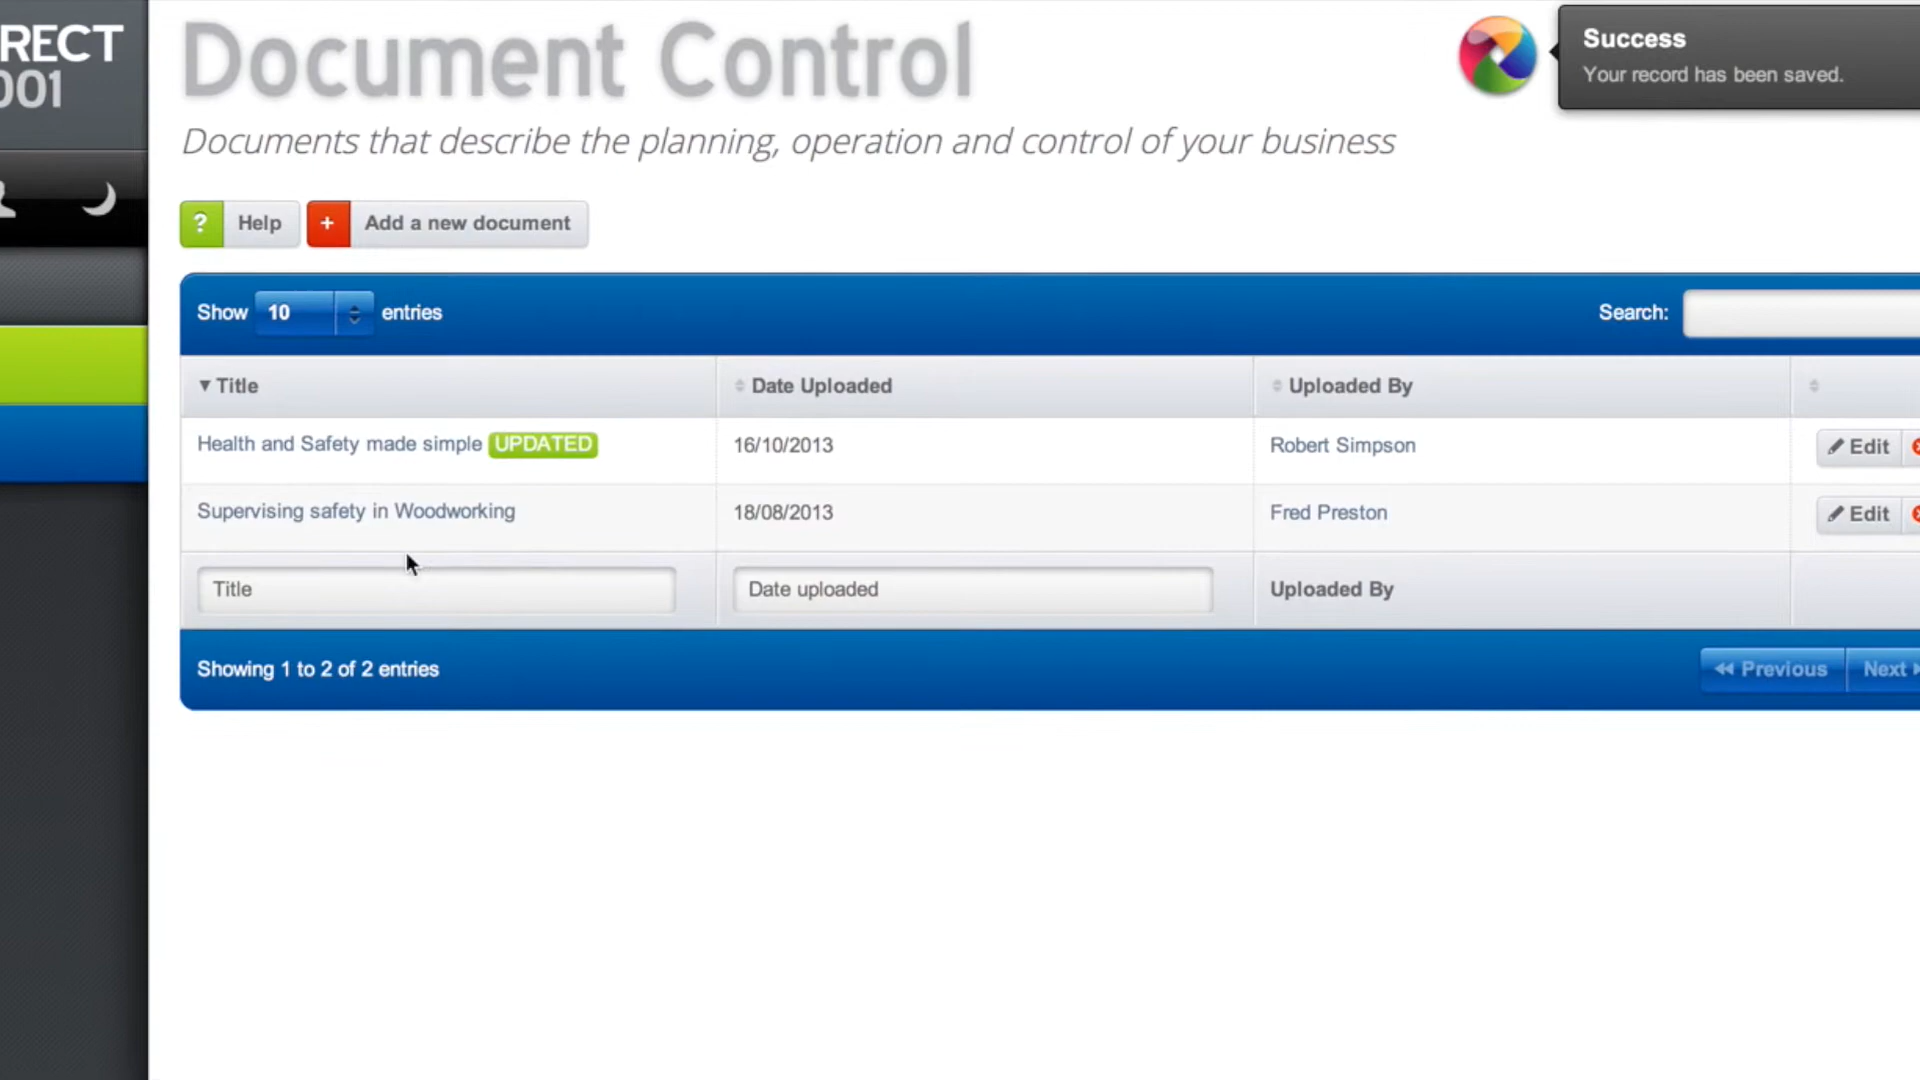 RECT
001
Document Control
Documents that describe the planning, operation and control of your business
Success
Your record has been saved.
? Help + Add a new document
Show 10 entries Search:
Title Date Uploaded Uploaded By
Health and Safety made simple UPDATED 16/10/2013 Robert Simpson Edit
Supervising safety in Woodworking 18/08/2013 Fred Preston Edit
Title Date uploaded Uploaded By
Showing 1 to 2 of 2 entries Previous Next